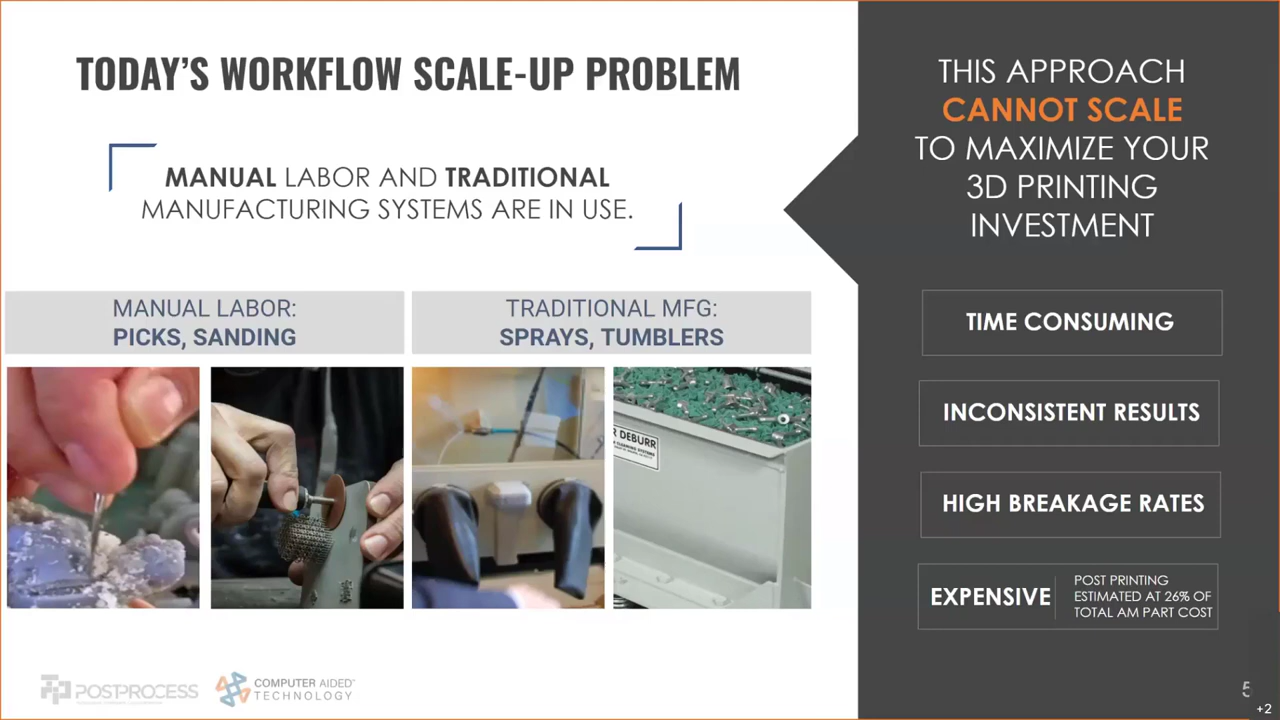 TODAY'S WORKFLOW SCALE-UP PROBLEM
MANUAL LABOR AND TRADITIONAL
MANUFACTURING SYSTEMS ARE IN USE.
MANUAL LABOR:
PICKS, SANDING
TRADITIONAL MFG:
SPRAYS, TUMBLERS
R DEBURR
THIS APPROACH
CANNOT SCALE
TO MAXIMIZE YOUR
3D PRINTING
INVESTMENT
TIME CONSUMING
INCONSISTENT RESULTS
HIGH BREAKAGE RATES
EXPENSIVE
POST PRINTING
ESTIMATED AT 26% OF
TOTAL AM PART COST
POSTPROCESS
COMPUTER AIDED
TECHNOLOGY
5
+2